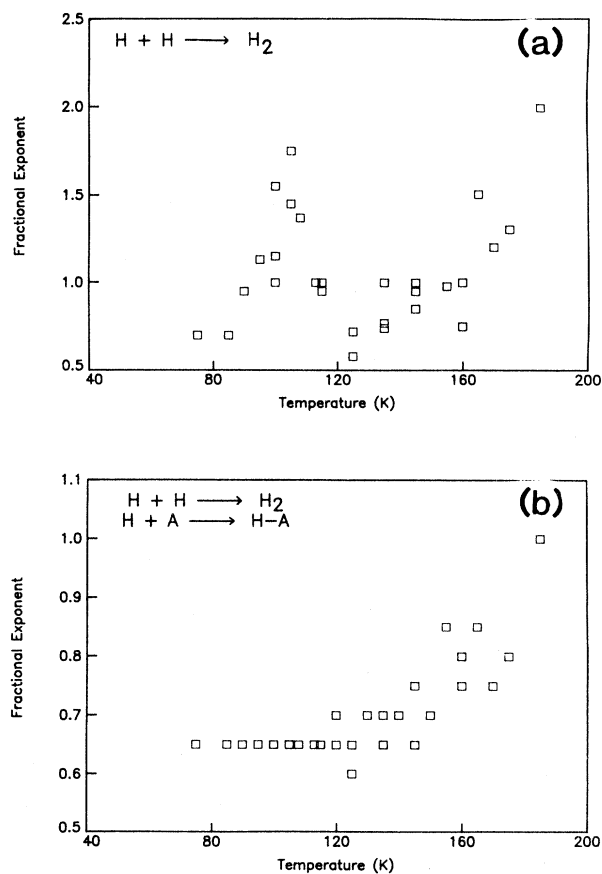 2.5
H + H ⟶ H2
(a)
2.0
1.5
1.0
0.5
Fractional Exponent
40
80
120
160
200
Temperature (K)
1.1
H + H ⟶ H2
(b)
H + A ⟶ H–A
1.0
0.9
0.8
0.7
0.6
0.5
Fractional Exponent
40
80
120
160
200
Temperature (K)